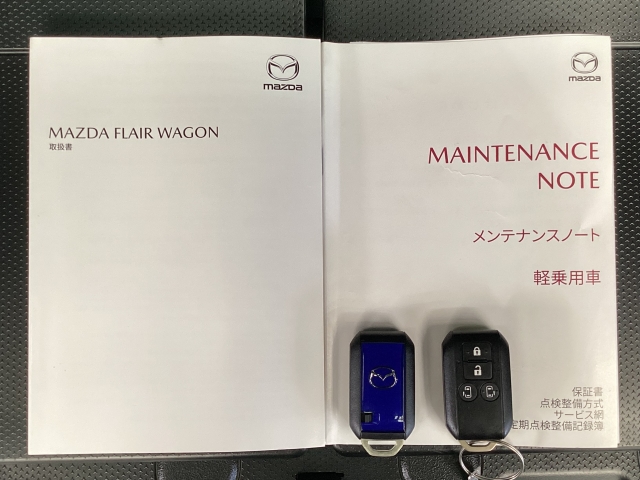 mazda
MAZDA FLAIR WAGON
取扱書
mazda
MAINTENANCE
NOTE
メンテナンスノート
軽乗用車
保証書
点検整備方式
サービス網
定期点検整備記録簿